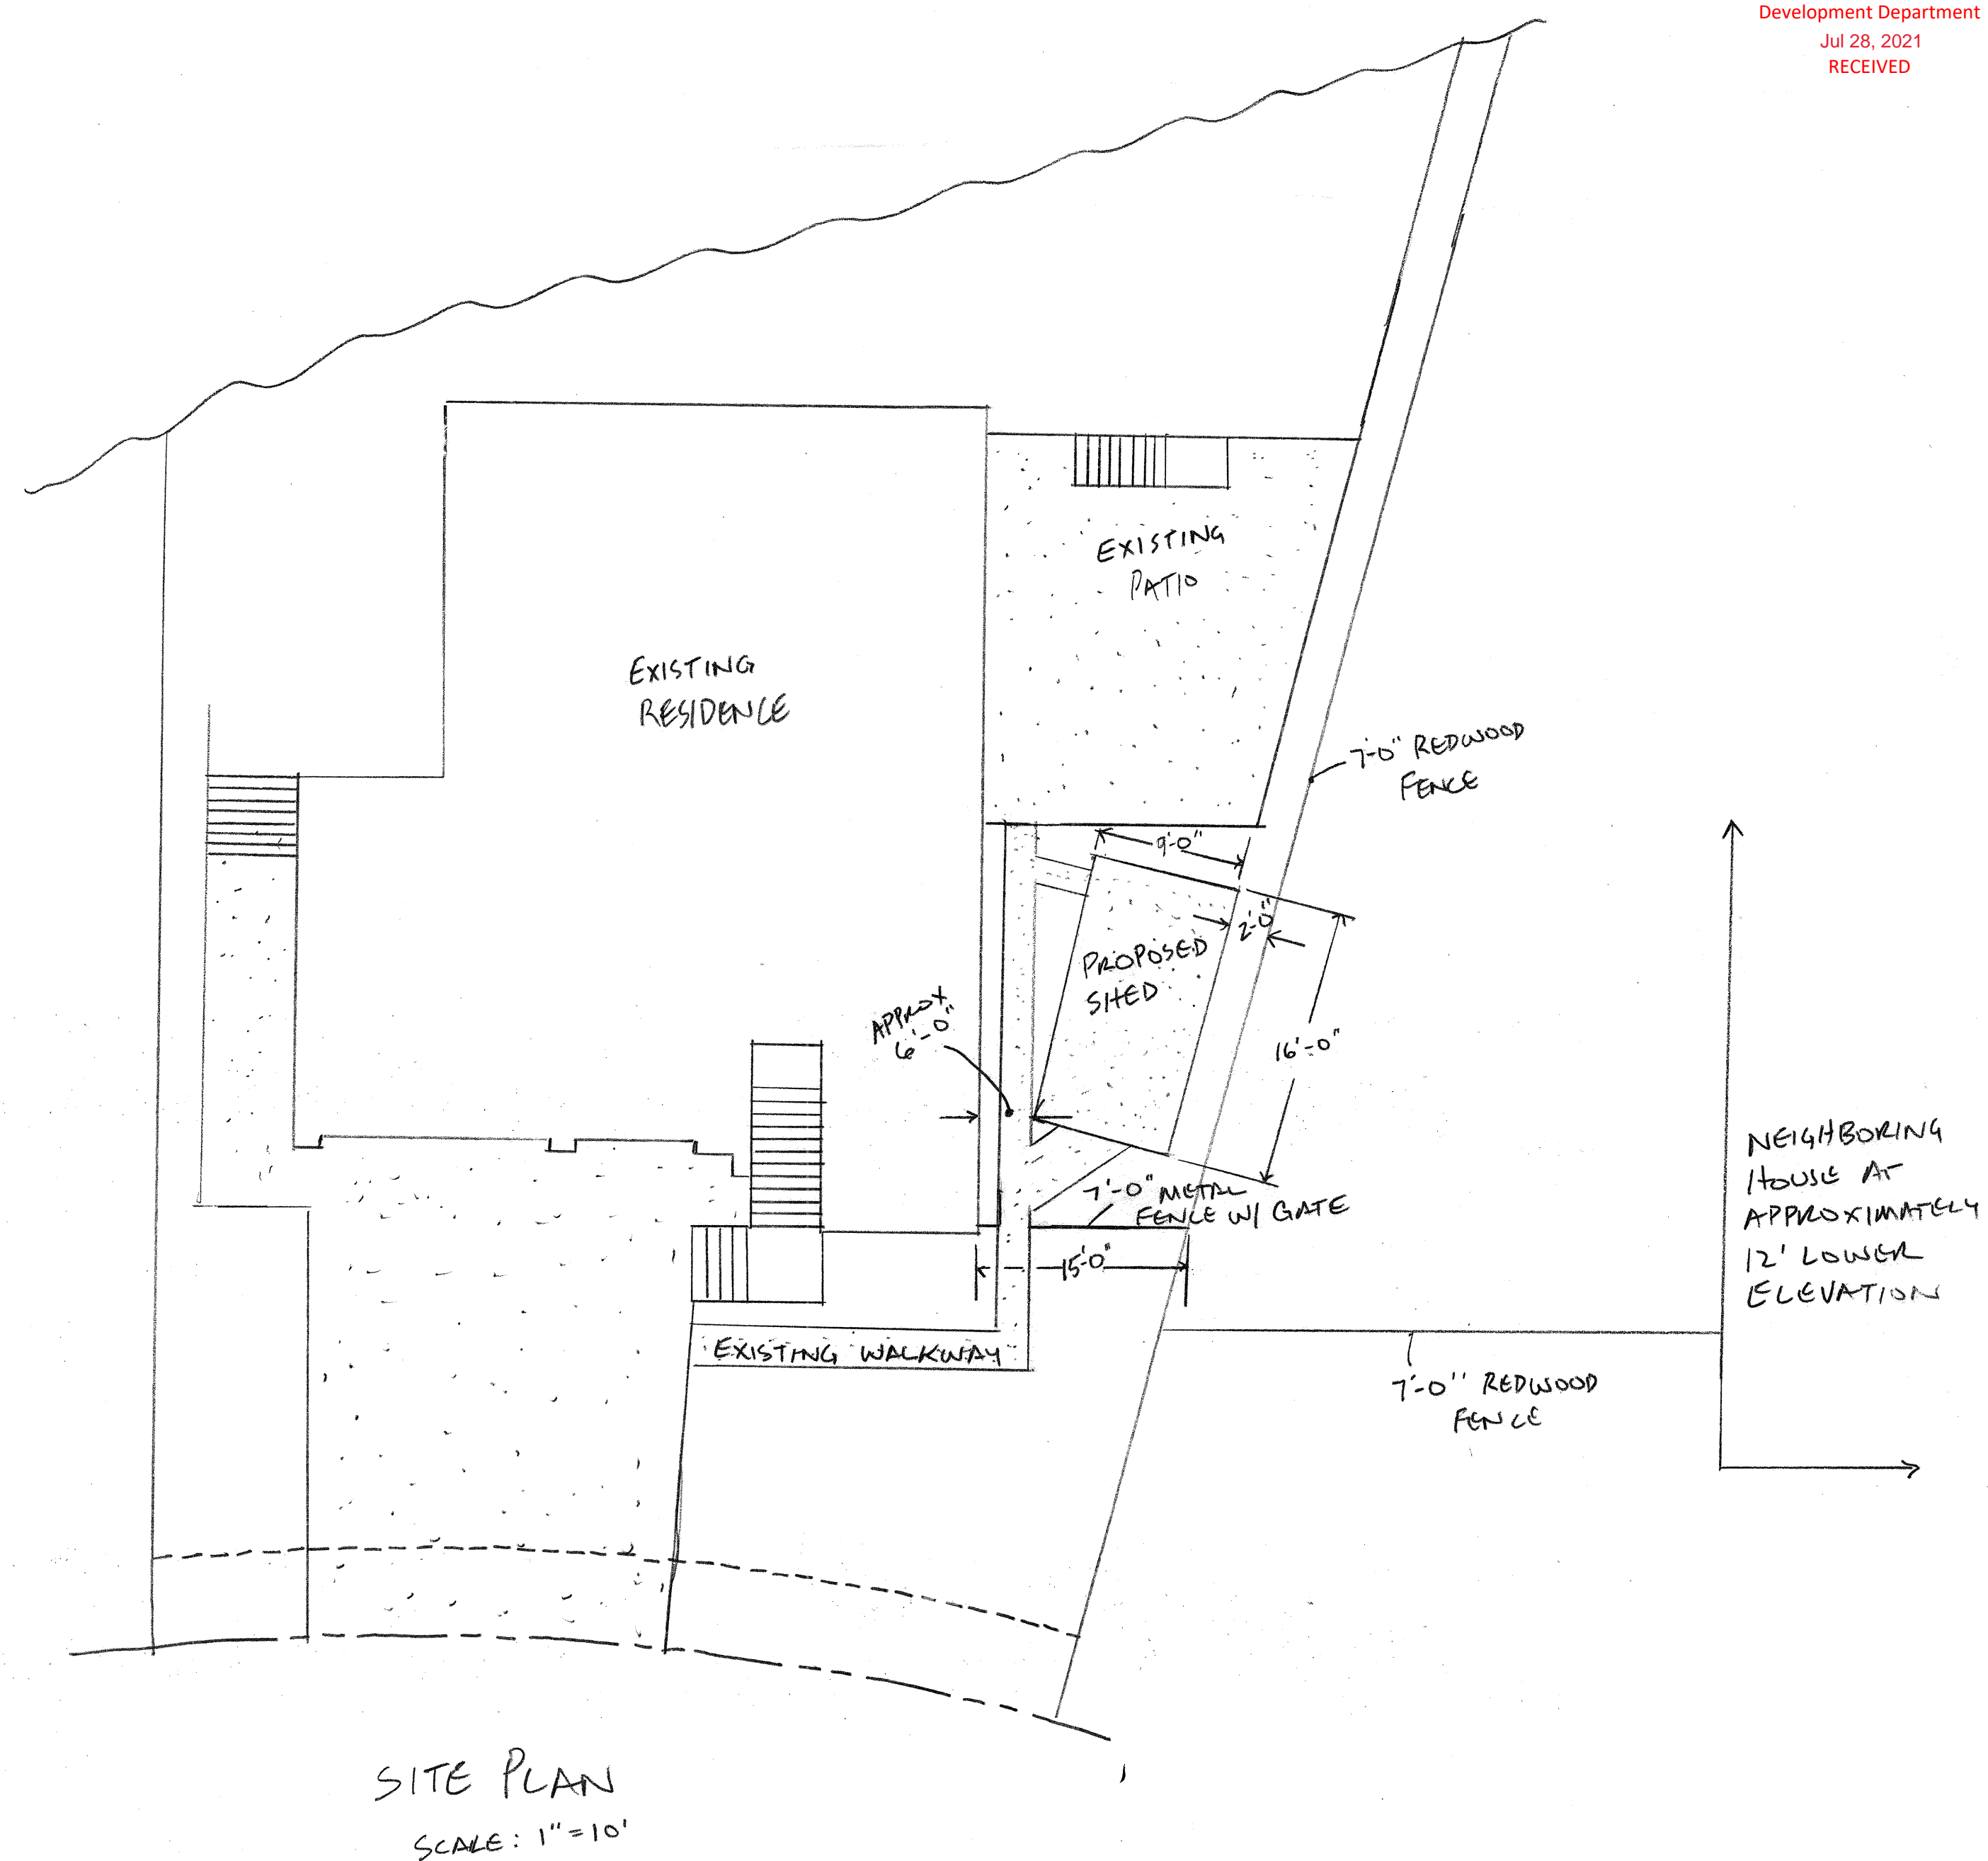 Development Department
Jul 28, 2021
RECEIVED
EXISTING
PATIO
EXISTING
RESIDENCE
7'-0" REDWOOD
FENCE
9'-0"
2'-0"
PROPOSED
SHED
APPROX
6'-0"
16'-0"
7'-0" METAL
FENCE W/ GATE
15'-0"
NEIGHBORING
HOUSE AT
APPROXIMATELY
12' LOWER
ELEVATION
EXISTING WALKWAY
7'-0" REDWOOD
FENCE
SITE PLAN
SCALE: 1"=10'